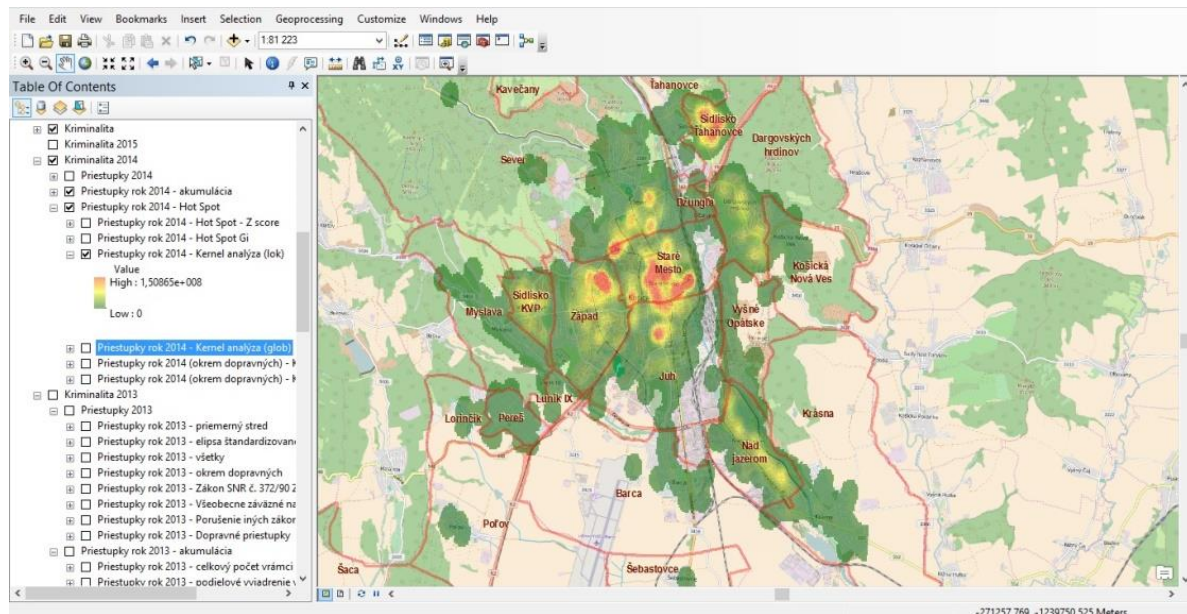 File Edit View Bookmarks Insert Selection Geoprocessing Customize Windows Help
1:81 223
Table Of Contents
Kriminalita
Kriminalita 2015
Kriminalita 2014
Priestupky 2014
Priestupky rok 2014 - akumulácia
Priestupky rok 2014 - Hot Spot
Priestupky rok 2014 - Hot Spot - Z score
Priestupky rok 2014 - Hot Spot Gi
Priestupky rok 2014 - Kernel analýza (lok)
Value
High : 1,50865e+008
Low : 0
Priestupky rok 2014 - Kernel analýza (glob)
Priestupky rok 2014 (okrem dopravných) - K
Priestupky rok 2014 (okrem dopravných) - K
Kriminalita 2013
Priestupky 2013
Priestupky rok 2013 - priemerný stred
Priestupky rok 2013 - elipsa štandardizovane
Priestupky rok 2013 - všetky
Priestupky rok 2013 - okrem dopravných
Priestupky rok 2013 - Zákon SNR č. 372/90 Z
Priestupky rok 2013 - Všeobecne záväzné na
Priestupky rok 2013 - Porušenie iných zákon
Priestupky rok 2013 - Dopravné priestupky
Priestupky rok 2013 - akumulácia
Priestupky rok 2013 - celkový počet vrámci
Priestupky rok 2013 - podielové vyjadrenie v
Kavečany
Ťahanovce
Sídlisko
Ťahanovce
Dargovských
hrdinov
Sever
Džungľa
Staré
Mesto
Košická
Nová Ves
Sídlisko
KVP
Myslava
Západ
Vyšné
Opátske
Juh
Luník IX
Lorinčík
Pereš
Krásna
Nad
jazerom
Barca
Poľov
Šaca
Šebastovce
-271257,769 -1239750,525 Meters